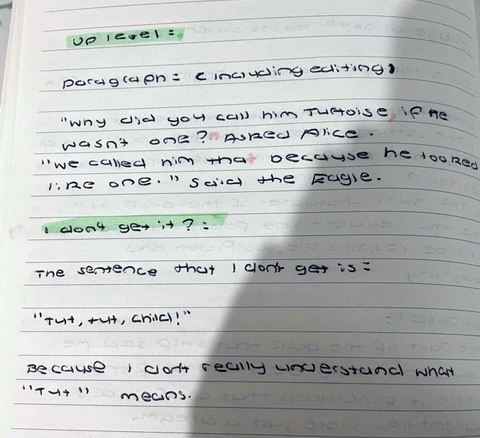 up level:
paragraph: (including editing)
"why did you call him Turtoise, if he
wasn't one?" Asked Alice.
"we called him that because he looked
like one." Said the Eagle.
I don't get it?:
The sentence that I don't get is:
"Tut, tut, child!"
Because I don't really understand what
"Tut" means.